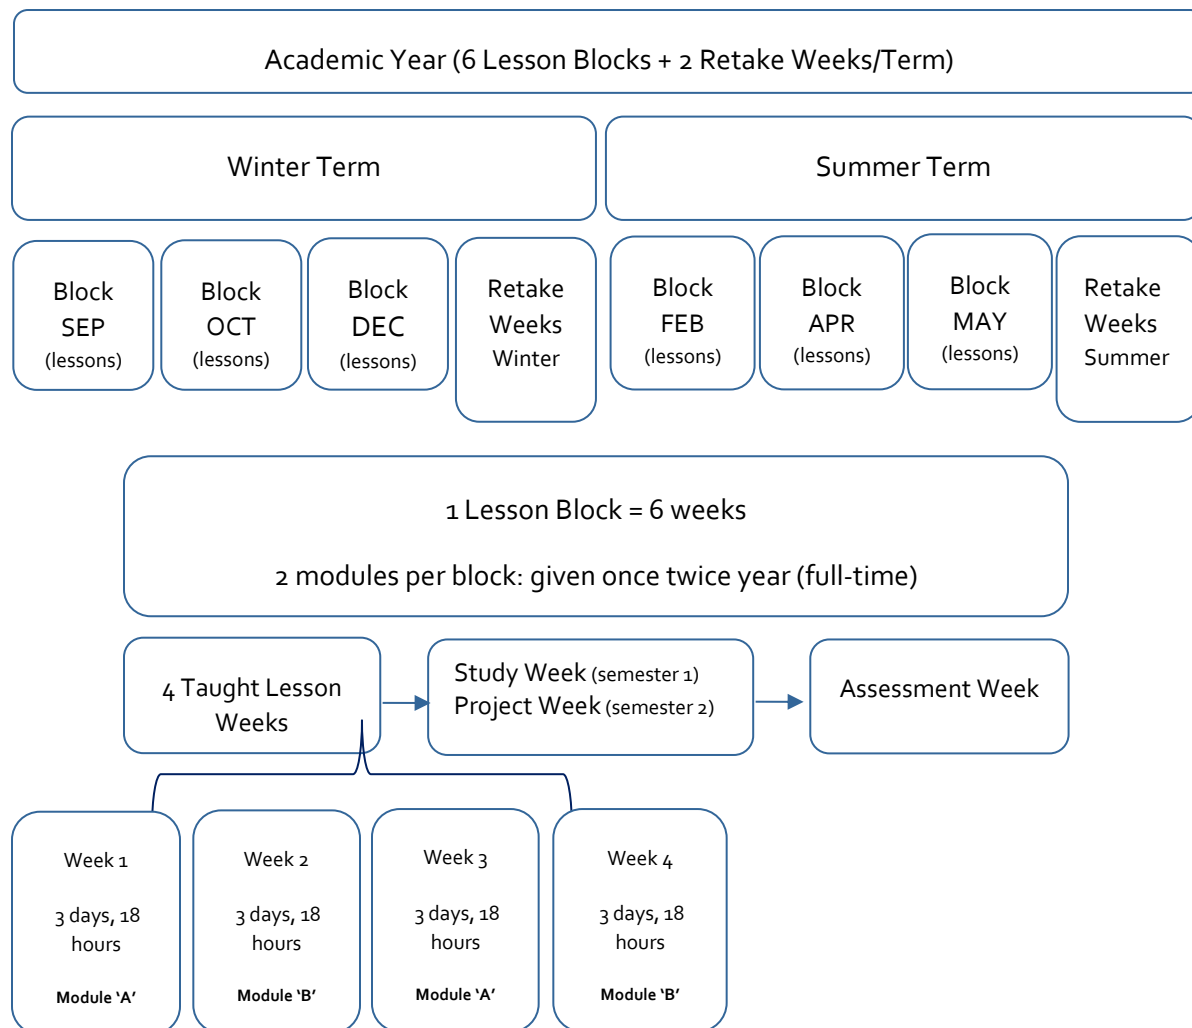 Academic Year (6 Lesson Blocks + 2 Retake Weeks/Term)
Winter Term
Summer Term
Block
SEP
(lessons)
Block
OCT
(lessons)
Block
DEC
(lessons)
Retake
Weeks
Winter
Block
FEB
(lessons)
Block
APR
(lessons)
Block
MAY
(lessons)
Retake
Weeks
Summer
1 Lesson Block = 6 weeks
2 modules per block: given once twice year (full-time)
4 Taught Lesson
Weeks
Study Week (semester 1)
Project Week (semester 2)
Assessment Week
Week 1
3 days, 18
hours
Module ‘A’
Week 2
3 days, 18
hours
Module ‘B’
Week 3
3 days, 18
hours
Module ‘A’
Week 4
3 days, 18
hours
Module ‘B’